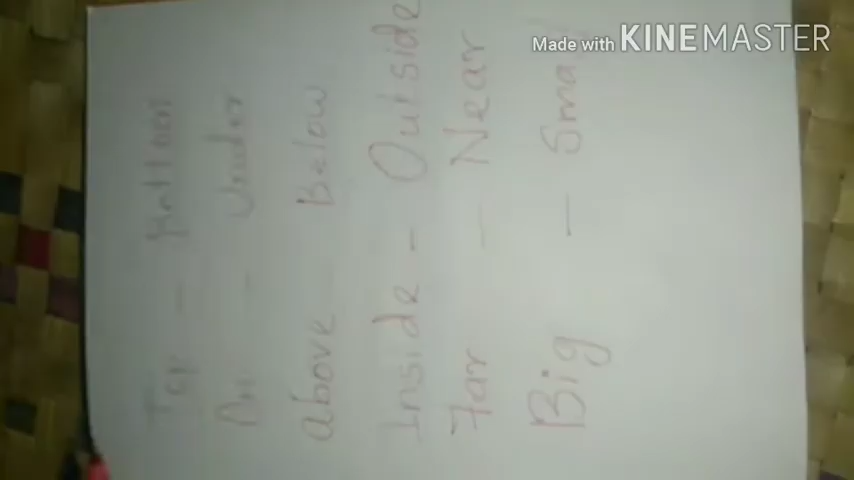 Top - Bottom
On - Under
above - Below
Inside - Outside
Far - Near
Big - Small
Made with KINEMASTER